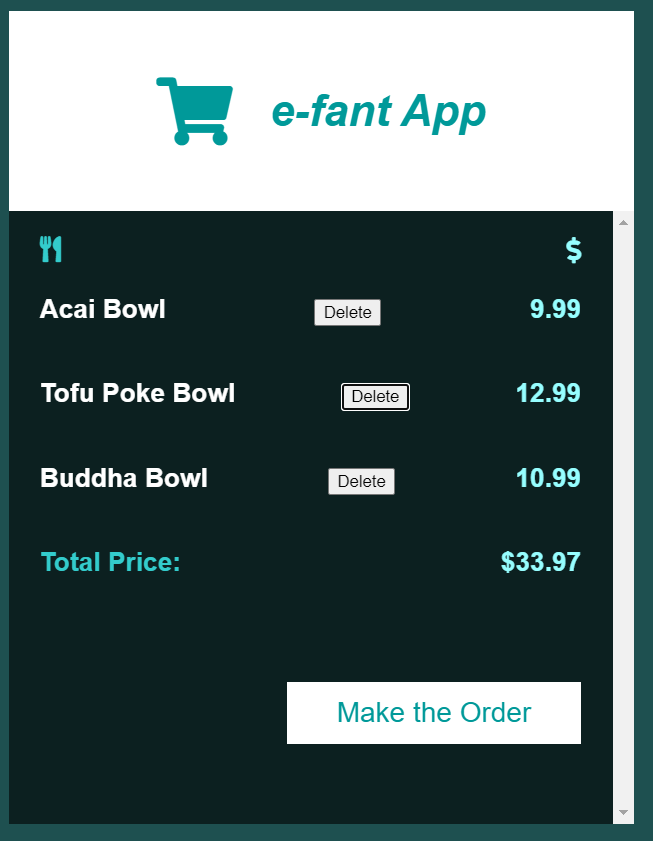 e-fant App
$
Acai Bowl Delete 9.99
Tofu Poke Bowl Delete 12.99
Buddha Bowl Delete 10.99
Total Price: $33.97
Make the Order